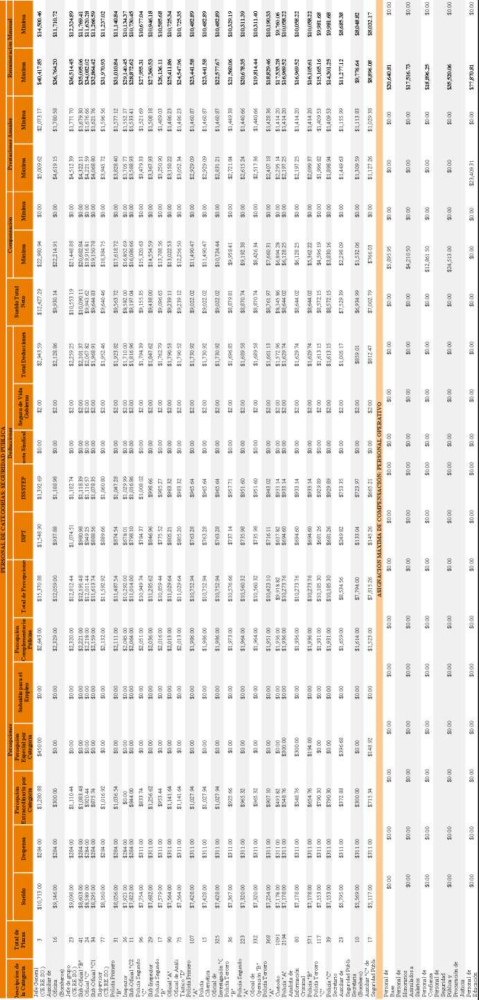 PERSONAL DE CATEGORIAS: SEGURIDAD PUBLICA
Percepciones Deducciones Compensación Prestaciones Anuales Remuneración Mensual
Descripcion de la Categoria Total de Plazas Sueldo Despensa Percepción Extraordinaria por Categoría Percepción Especial por Categoría Subsidio para el Empleo Percepción Complementaria Policías Total de Percepcione ISPT ISSSTEP uota Sindical Seguro de Vida Gobierno Total Deducciones Sueldo Total Neto Máxima Mínima Máxima Mínima Máxima Mínima
Jefe General (CE.RE.SO.) 3 $10,713.00 $284.00 $1,280.88 $450.00 $0.00 $2,643.00 $15,370.88 $1,548.90 $1,392.69 $0.00 $2.00 $2,943.59 $12,427.29 $22,980.94 $0.00 $5,009.62 $2,073.17 $40,417.85 $14,500.46
Auxiliar de Oficina (Bomberos) 16 $9,146.00 $284.00 $300.00 $0.00 $0.00 $2,329.00 $12,059.00 $937.88 $1,188.98 $0.00 $2.00 $2,128.86 $9,930.14 $22,214.91 $0.00 $4,619.15 $1,780.58 $36,764.20 $11,710.72
Jefe de grupo (CE.RE.SO.) 23 $9,098.00 $284.00 $1,110.44 $0.00 $0.00 $2,320.00 $12,812.44 $1,074.51 $1,182.74 $0.00 $2.00 $2,259.25 $10,553.19 $21,448.88 $0.00 $4,512.39 $1,771.70 $36,514.45 $12,324.89
Sub-Oficial "B" 41 $8,603.00 $284.00 $1,083.48 $0.00 $0.00 $2,221.00 $12,191.48 $980.98 $1,118.39 $0.00 $2.00 $2,101.37 $10,090.11 $20,682.84 $0.00 $4,322.11 $1,679.30 $35,095.06 $11,769.41
Sub-Oficial "C" 24 $8,589.00 $284.00 $920.44 $0.00 $0.00 $2,218.00 $12,011.44 $949.25 $1,116.57 $0.00 $2.00 $2,067.82 $9,943.62 $19,916.81 $0.00 $4,221.59 $1,676.66 $34,082.02 $11,620.28
Sub-Oficial "C1 34 $8,295.00 $284.00 $875.74 $0.00 $0.00 $2,159.00 $11,613.74 $888.56 $1,078.35 $0.00 $2.00 $1,968.91 $9,644.83 $19,150.78 $0.00 $4,068.80 $1,621.76 $32,864.42 $11,266.59
Supervisor (CE.RE.SO.) 77 $8,160.00 $284.00 $1,016.92 $0.00 $0.00 $2,132.00 $11,592.92 $889.66 $1,060.80 $0.00 $2.00 $1,952.46 $9,640.46 $18,384.75 $0.00 $3,945.72 $1,596.56 $31,970.93 $11,237.02
Policía Primero "B" 31 $8,056.00 $284.00 $1,036.54 $0.00 $0.00 $2,111.00 $11,487.54 $874.54 $1,047.28 $0.00 $2.00 $1,923.82 $9,563.72 $17,618.72 $0.00 $3,828.40 $1,577.12 $31,010.84 $11,140.84
Inspector 36 $7,923.00 $284.00 $0.00 $0.00 $0.00 $2,085.00 $10,292.00 $678.01 $1,029.99 $0.00 $2.00 $1,710.00 $8,582.00 $16,852.69 $0.00 $3,705.77 $1,552.37 $29,140.45 $10,134.37
Sub-Oficial "C2 11 $7,822.00 $284.00 $844.00 $0.00 $0.00 $2,064.00 $11,014.00 $798.10 $1,016.86 $0.00 $2.00 $1,816.96 $9,197.04 $16,086.66 $0.00 $3,588.93 $1,533.41 $28,872.62 $10,730.45
Policía Segundo "C" 96 $7,754.00 $311.00 $833.74 $0.00 $0.00 $2,051.00 $10,949.74 $784.37 $1,008.02 $0.00 $2.00 $1,794.39 $9,155.35 $15,320.63 $0.00 $3,479.33 $1,521.69 $27,955.31 $10,677.04
Sub-Inspector 29 $7,682.00 $311.00 $1,256.62 $0.00 $0.00 $2,036.00 $11,285.62 $846.96 $998.66 $0.00 $2.00 $1,847.62 $9,438.00 $14,554.59 $0.00 $3,367.93 $1,508.18 $27,360.53 $10,946.18
Policía Segundo "B" 17 $7,579.00 $311.00 $953.44 $0.00 $0.00 $2,016.00 $10,859.44 $775.52 $985.27 $0.00 $2.00 $1,762.79 $9,096.65 $13,788.56 $0.00 $3,250.90 $1,489.03 $26,136.11 $10,585.68
Oficial "A" 90 $7,564.00 $311.00 $1,141.64 $0.00 $0.00 $2,013.00 $11,029.64 $805.21 $983.32 $0.00 $2.00 $1,790.53 $9,239.11 $13,022.53 $0.00 $3,150.22 $1,486.23 $25,411.86 $10,725.34
Oficial de Análi Táctico "D" 75 $7,564.00 $311.00 $1,141.64 $0.00 $0.00 $2,013.00 $11,029.64 $805.20 $983.32 $0.00 $2.00 $1,790.52 $9,239.12 $12,256.50 $0.00 $3,052.34 $1,486.23 $24,547.96 $10,725.35
Policía Primero "A" 107 $7,428.00 $311.00 $1,027.94 $0.00 $0.00 $1,986.00 $10,752.94 $763.28 $965.64 $0.00 $2.00 $1,730.92 $9,022.02 $11,490.47 $0.00 $2,929.09 $1,460.87 $23,441.58 $10,482.89
Policía Cibernética 15 $7,428.00 $311.00 $1,027.94 $0.00 $0.00 $1,986.00 $10,752.94 $763.28 $965.64 $0.00 $2.00 $1,730.92 $9,022.02 $11,490.47 $0.00 $2,929.09 $1,460.87 $23,441.58 $10,482.89
Oficial de Investigación "C 325 $7,428.00 $311.00 $1,027.94 $0.00 $0.00 $1,986.00 $10,752.94 $763.28 $965.64 $0.00 $2.00 $1,730.92 $9,022.02 $10,724.44 $0.00 $2,831.21 $1,460.87 $22,577.67 $10,482.89
Policía Tercero "B" 36 $7,367.00 $311.00 $925.66 $0.00 $0.00 $1,973.00 $10,576.66 $737.14 $957.71 $0.00 $2.00 $1,696.85 $8,879.81 $9,958.41 $0.00 $2,721.84 $1,449.38 $21,560.06 $10,329.19
Policía Segundo "A" 223 $7,320.00 $311.00 $965.32 $0.00 $0.00 $1,964.00 $10,560.32 $735.98 $951.60 $0.00 $2.00 $1,689.58 $8,870.74 $9,192.38 $0.00 $2,615.24 $1,440.66 $20,678.35 $10,311.39
Oficial de Operación "B" 332 $7,320.00 $311.00 $965.32 $0.00 $0.00 $1,964.00 $10,560.32 $735.98 $951.60 $0.00 $2.00 $1,689.58 $8,870.74 $8,426.34 $0.00 $2,517.36 $1,440.66 $19,814.44 $10,311.40
Policía Tercero "A" 368 $7,254.00 $311.00 $907.10 $0.00 $0.00 $1,951.00 $10,423.10 $716.11 $943.02 $0.00 $2.00 $1,661.13 $8,761.97 $7,660.31 $0.00 $2,407.18 $1,428.36 $18,829.46 $10,190.33
Custodio 1091 $7,178.00 $311.00 $493.82 $0.00 $0.00 $1,936.00 $9,918.82 $637.82 $933.14 $0.00 $2.00 $1,572.96 $8,345.86 $6,894.28 $0.00 $2,295.14 $1,414.20 $17,535.28 $9,760.06
Policía "A" 2194 $7,178.00 $311.00 $548.76 $300.00 $0.00 $1,936.00 $10,273.76 $694.60 $933.14 $0.00 $2.00 $1,629.74 $8,644.02 $6,128.25 $0.00 $2,197.25 $1,414.20 $16,969.52 $10,058.22
Analista de Información Criminal 80 $7,178.00 $311.00 $548.76 $300.00 $0.00 $1,936.00 $10,273.76 $694.60 $933.14 $0.00 $2.00 $1,629.74 $8,644.02 $6,128.25 $0.00 $2,197.25 $1,414.20 $16,969.52 $10,058.22
Policía "B" 571 $7,178.00 $311.00 $654.76 $194.00 $0.00 $1,936.00 $10,273.76 $694.60 $933.14 $0.00 $2.00 $1,629.74 $8,644.02 $5,362.22 $0.00 $2,099.37 $1,414.20 $16,105.61 $10,058.22
Policía Tercero "C" 117 $7,153.00 $311.00 $790.30 $0.00 $0.00 $1,931.00 $10,185.30 $681.26 $929.89 $0.00 $2.00 $1,613.15 $8,572.15 $4,596.19 $0.00 $1,996.82 $1,409.53 $15,165.16 $9,981.68
Policía "C" 39 $7,153.00 $311.00 $790.30 $0.00 $0.00 $1,931.00 $10,185.30 $681.26 $929.89 $0.00 $2.00 $1,613.15 $8,572.15 $3,830.16 $0.00 $1,898.94 $1,409.53 $14,301.25 $9,981.68
Secretario Auxiliar de Seguridad Públi 23 $5,795.00 $311.00 $372.88 $396.68 $0.00 $1,659.00 $8,534.56 $249.82 $753.35 $0.00 $2.00 $1,005.17 $7,529.39 $2,298.09 $0.00 $1,449.63 $1,155.99 $11,277.12 $8,685.38
Secretaria (Bomberos) 10 $5,569.00 $311.00 $300.00 $0.00 $0.00 $1,614.00 $7,794.00 $133.04 $723.97 $0.00 $2.00 $859.01 $6,934.99 $1,532.06 $0.00 $1,309.59 $1,113.83 $9,776.64 $8,048.82
Auxiliar "C" de Seguridad Públi 17 $5,117.00 $311.00 $715.34 $148.92 $0.00 $1,523.00 $7,815.26 $145.26 $665.21 $0.00 $2.00 $812.47 $7,002.79 $766.03 $0.00 $1,127.26 $1,029.38 $8,896.08 $8,032.17
ASIGNACION MAXIMA DE COMPENSACIÓN: PERSONAL OPERATIVO
Personal de Base $0.00 $0.00 $0.00 $0.00 $0.00 $0.00 $0.00 $0.00 $0.00 $0.00 $0.00 $0.00 $0.00 $5,895.95 $0.00 $0.00 $0.00 $20,640.81 $0.00
Personal de Honorarios Asimilados a Salarios $0.00 $0.00 $0.00 $0.00 $0.00 $0.00 $0.00 $0.00 $0.00 $0.00 $0.00 $0.00 $0.00 $4,210.50 $0.00 $0.00 $0.00 $17,516.73 $0.00
Personal de Confianza $0.00 $0.00 $0.00 $0.00 $0.00 $0.00 $0.00 $0.00 $0.00 $0.00 $0.00 $0.00 $0.00 $12,861.50 $0.00 $0.00 $0.00 $18,896.25 $0.00
Personal de Seguridad Pública y Procuración de Justicia $0.00 $0.00 $0.00 $0.00 $0.00 $0.00 $0.00 $0.00 $0.00 $0.00 $0.00 $0.00 $0.00 $24,513.00 $0.00 $0.00 $0.00 $35,520.06 $0.00
Personal de Educación $0.00 $0.00 $0.00 $0.00 $0.00 $0.00 $0.00 $0.00 $0.00 $0.00 $0.00 $0.00 $0.00 $0.00 $0.00 $23,409.31 $0.00 $77,870.81 $0.00